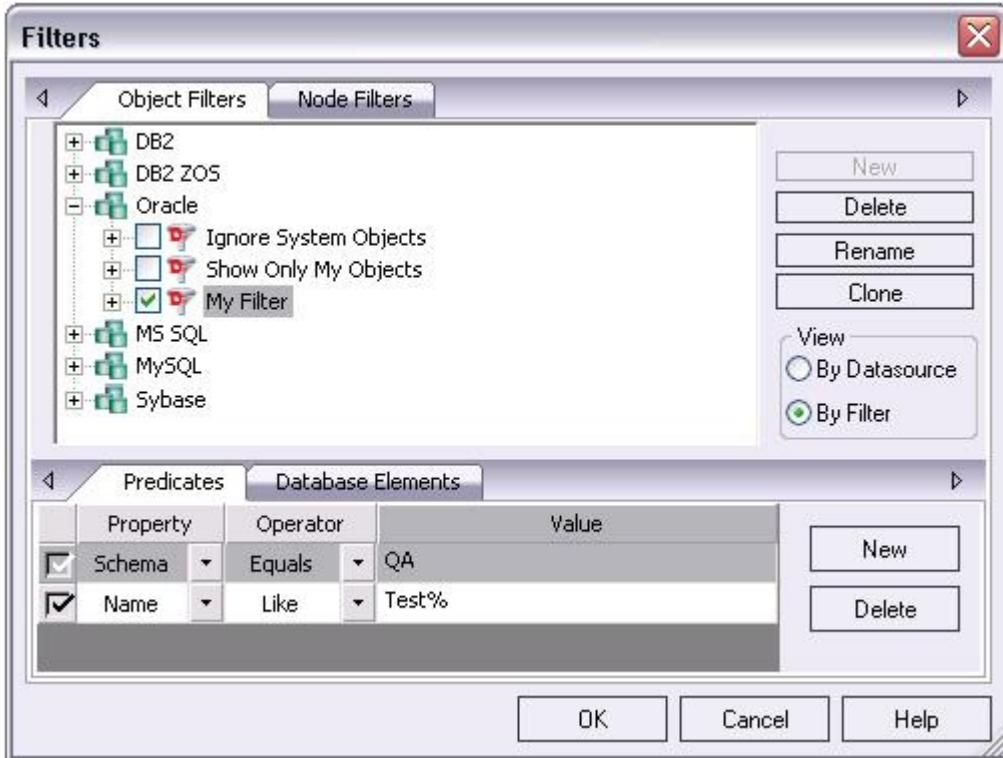 Filters
Object Filters Node Filters
DB2
DB2 ZOS
Oracle
Ignore System Objects
Show Only My Objects
My Filter
MS SQL
MySQL
Sybase
New
Delete
Rename
Clone
View
By Datasource
By Filter
Predicates Database Elements
Property Operator Value
Schema Equals QA
Name Like Test%
New
Delete
OK Cancel Help